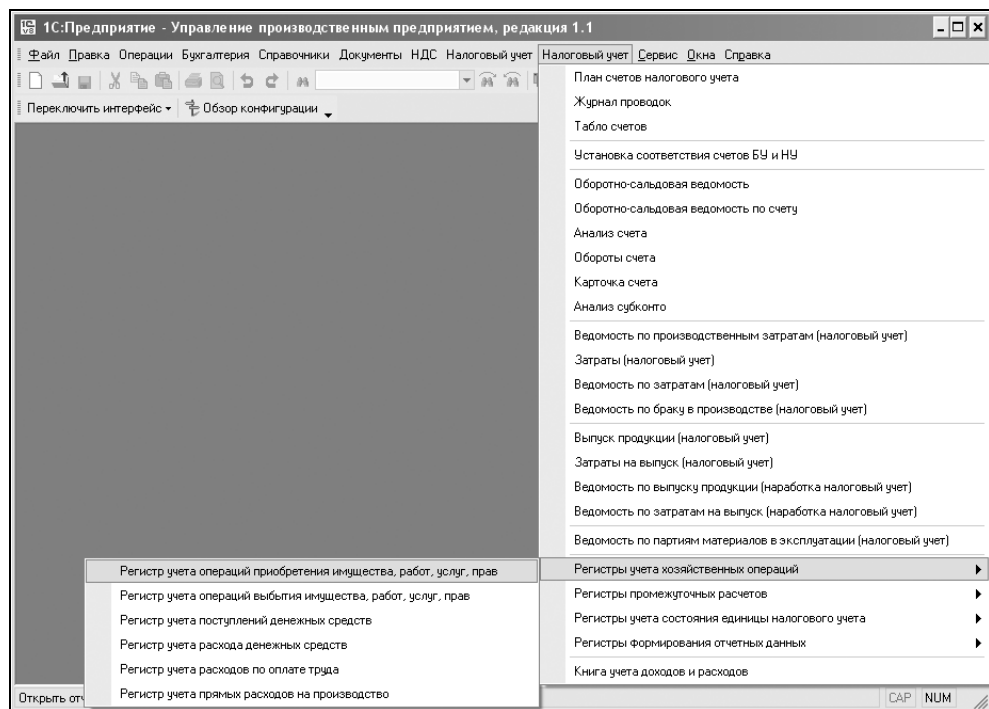 1С:Предприятие - Управление производственным предприятием, редакция 1.1
Файл Правка Операции Бухгалтерия Справочники Документы НДС Налоговый учет Налоговый учет Сервис Окна Справка
Переключить интерфейс Обзор конфигурации
План счетов налогового учета
Журнал проводок
Табло счетов
Установка соответствия счетов БУ и НУ
Оборотно-сальдовая ведомость
Оборотно-сальдовая ведомость по счету
Анализ счета
Обороты счета
Карточка счета
Анализ субконто
Ведомость по производственным затратам (налоговый учет)
Затраты (налоговый учет)
Ведомость по затратам (налоговый учет)
Ведомость по браку в производстве (налоговый учет)
Выпуск продукции (налоговый учет)
Затраты на выпуск (налоговый учет)
Ведомость по выпуску продукции (наработка налоговый учет)
Ведомость по затратам на выпуск (наработка налоговый учет)
Ведомость по партиям материалов в эксплуатации (налоговый учет)
Регистры учета хозяйственных операций
Регистры промежуточных расчетов
Регистры учета состояния единицы налогового учета
Регистры формирования отчетных данных
Книга учета доходов и расходов
Регистр учета операций приобретения имущества, работ, услуг, прав
Регистр учета операций выбытия имущества, работ, услуг, прав
Регистр учета поступлений денежных средств
Регистр учета расхода денежных средств
Регистр учета расходов по оплате труда
Регистр учета прямых расходов на производство
Открыть от
CAP NUM